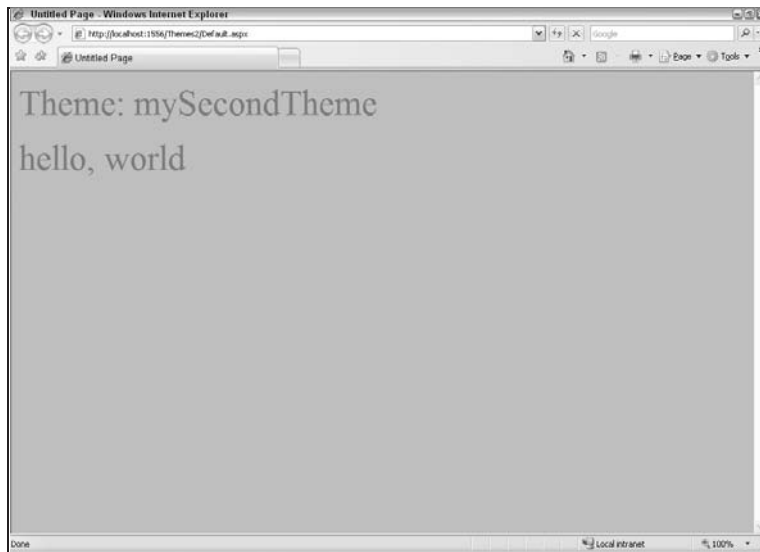 Untitled Page - Windows Internet Explorer
http://localhost:1556/Themes2/Default.aspx
Google
Untitled Page
Page
Tools
Theme: mySecondTheme
hello, world
Done
Local intranet
100%